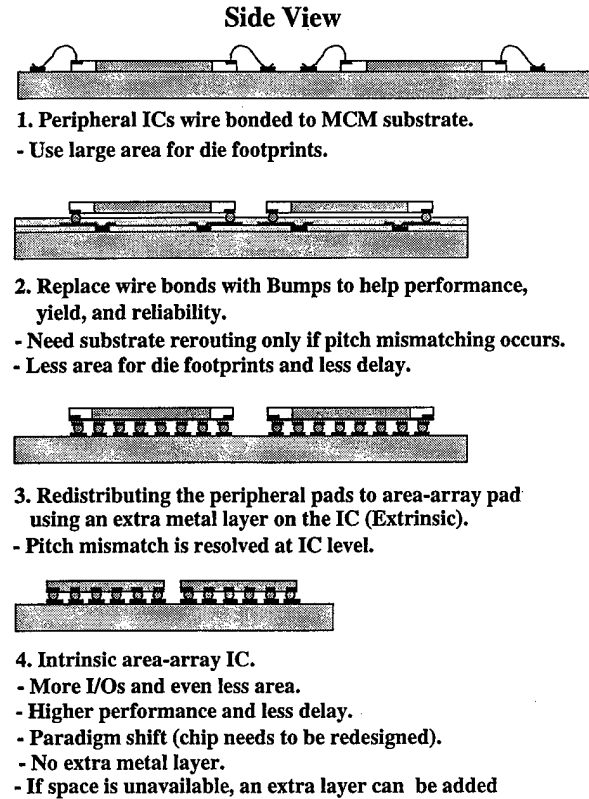 Side View
1. Peripheral ICs wire bonded to MCM substrate.
- Use large area for die footprints.
2. Replace wire bonds with Bumps to help performance,
yield, and reliability.
- Need substrate rerouting only if pitch mismatching occurs.
- Less area for die footprints and less delay.
3. Redistributing the peripheral pads to area-array pad
using an extra metal layer on the IC (Extrinsic).
- Pitch mismatch is resolved at IC level.
4. Intrinsic area-array IC.
- More I/Os and even less area.
- Higher performance and less delay.
- Paradigm shift (chip needs to be redesigned).
- No extra metal layer.
- If space is unavailable, an extra layer can be added